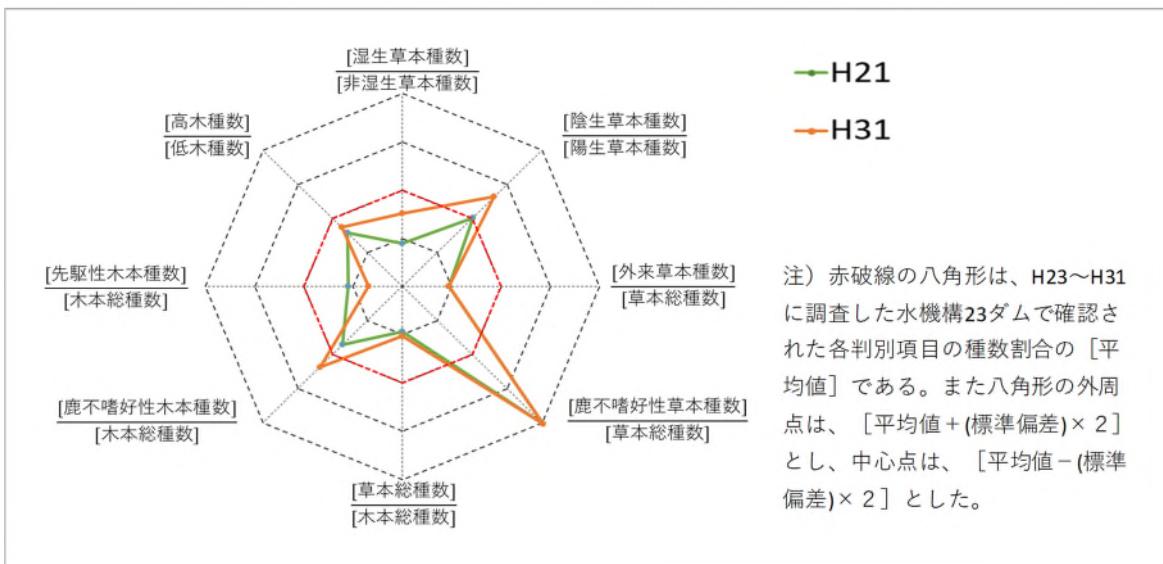 [湿生草本種数]
[非湿生草本種数]
[高木種数]
[低木種数]
[陰生草本種数]
[陽生草本種数]
[先駆性木本種数]
[木本総種数]
[外来草本種数]
[草本総種数]
[鹿不嗜好性木本種数]
[木本総種数]
[鹿不嗜好性草本種数]
[草本総種数]
[草本総種数]
[木本総種数]
H21
H31
注）赤破線の八角形は、H23～H31
に調査した水機構23ダムで確認さ
れた各判別項目の種数割合の［平
均値］である。また八角形の外周
点は、［平均値＋(標準偏差)×２］
とし、中心点は、［平均値－(標準
偏差)×２］とした。